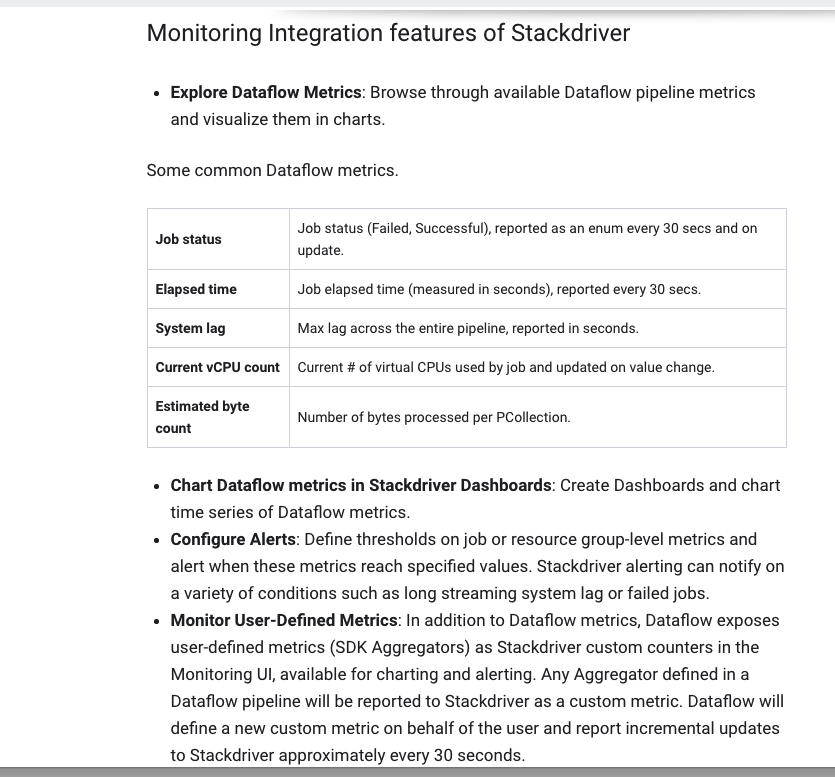 Monitoring Integration features of Stackdriver
• Explore Dataflow Metrics: Browse through available Dataflow pipeline metrics
and visualize them in charts.
Some common Dataflow metrics.
Job status
Job status (Failed, Successful), reported as an enum every 30 secs and on
update.
Elapsed time
Job elapsed time (measured in seconds), reported every 30 secs.
System lag
Max lag across the entire pipeline, reported in seconds.
Current vCPU count
Current # of virtual CPUs used by job and updated on value change.
Estimated byte
count
Number of bytes processed per PCollection.
• Chart Dataflow metrics in Stackdriver Dashboards: Create Dashboards and chart
time series of Dataflow metrics.
• Configure Alerts: Define thresholds on job or resource group-level metrics and
alert when these metrics reach specified values. Stackdriver alerting can notify on
a variety of conditions such as long streaming system lag or failed jobs.
• Monitor User-Defined Metrics: In addition to Dataflow metrics, Dataflow exposes
user-defined metrics (SDK Aggregators) as Stackdriver custom counters in the
Monitoring UI, available for charting and alerting. Any Aggregator defined in a
Dataflow pipeline will be reported to Stackdriver as a custom metric. Dataflow will
define a new custom metric on behalf of the user and report incremental updates
to Stackdriver approximately every 30 seconds.